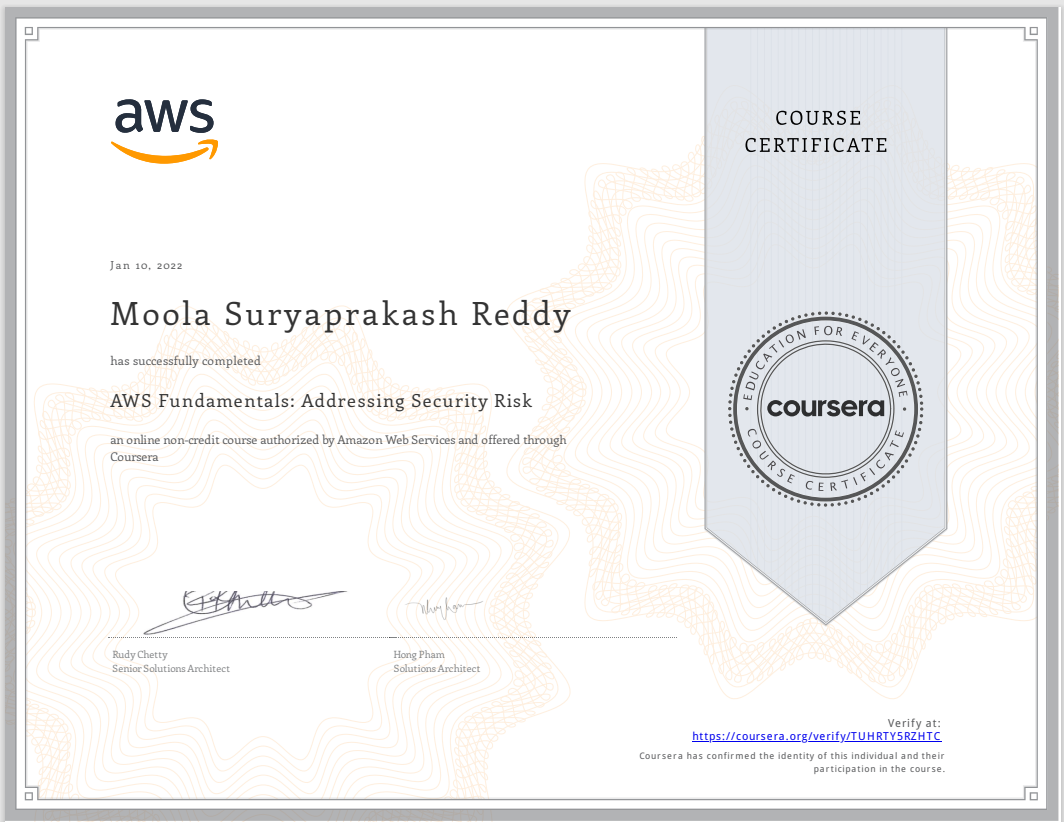 aws
COURSE
CERTIFICATE
Jan 10, 2022
Moola Suryaprakash Reddy
has successfully completed
AWS Fundamentals: Addressing Security Risk
an online non-credit course authorized by Amazon Web Services and offered through
Coursera
EDUCATION FOR EVERYONE
coursera
COURSE CERTIFICATE
Rudy Chetty
Senior Solutions Architect
Hong Pham
Solutions Architect
Verify at:
https://coursera.org/verify/TUHRTY5RZHTC
Coursera has confirmed the identity of this individual and their
participation in the course.